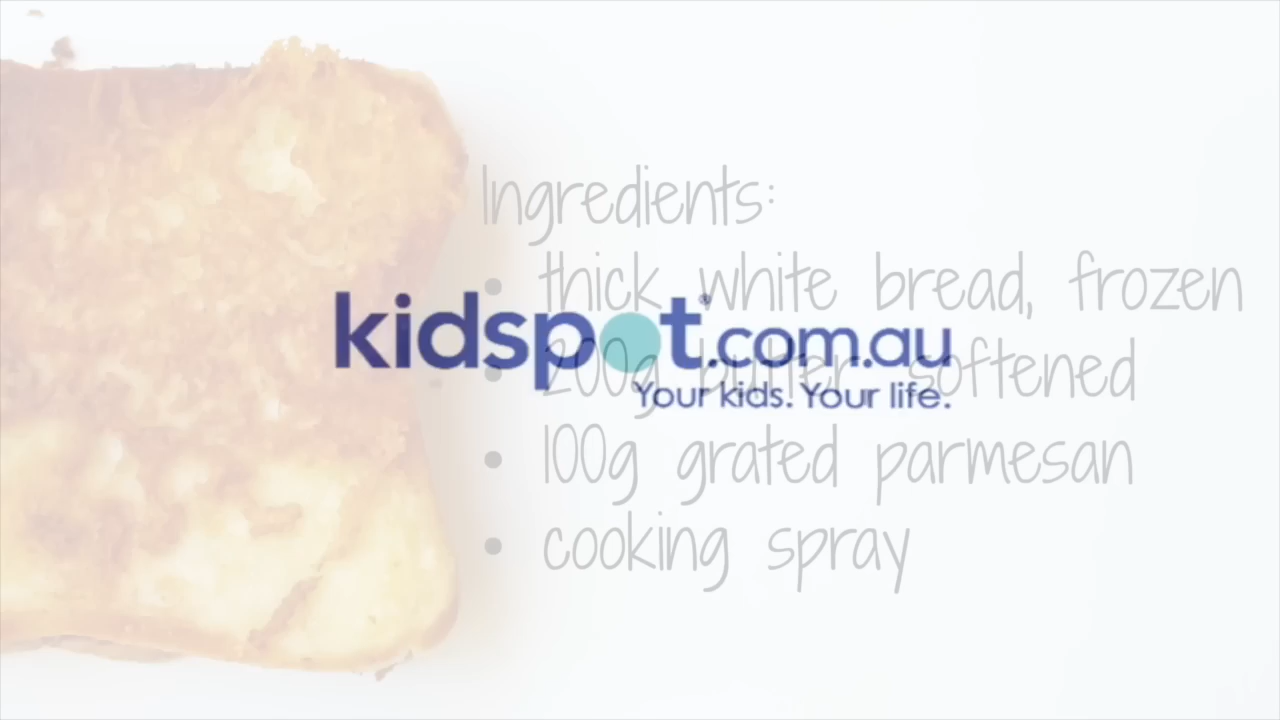 Ingredients:
• thick white bread, frozen
kidspot®.com.au
• 200g butter softened
Your kids. Your life.
• 100g grated parmesan
• cooking spray